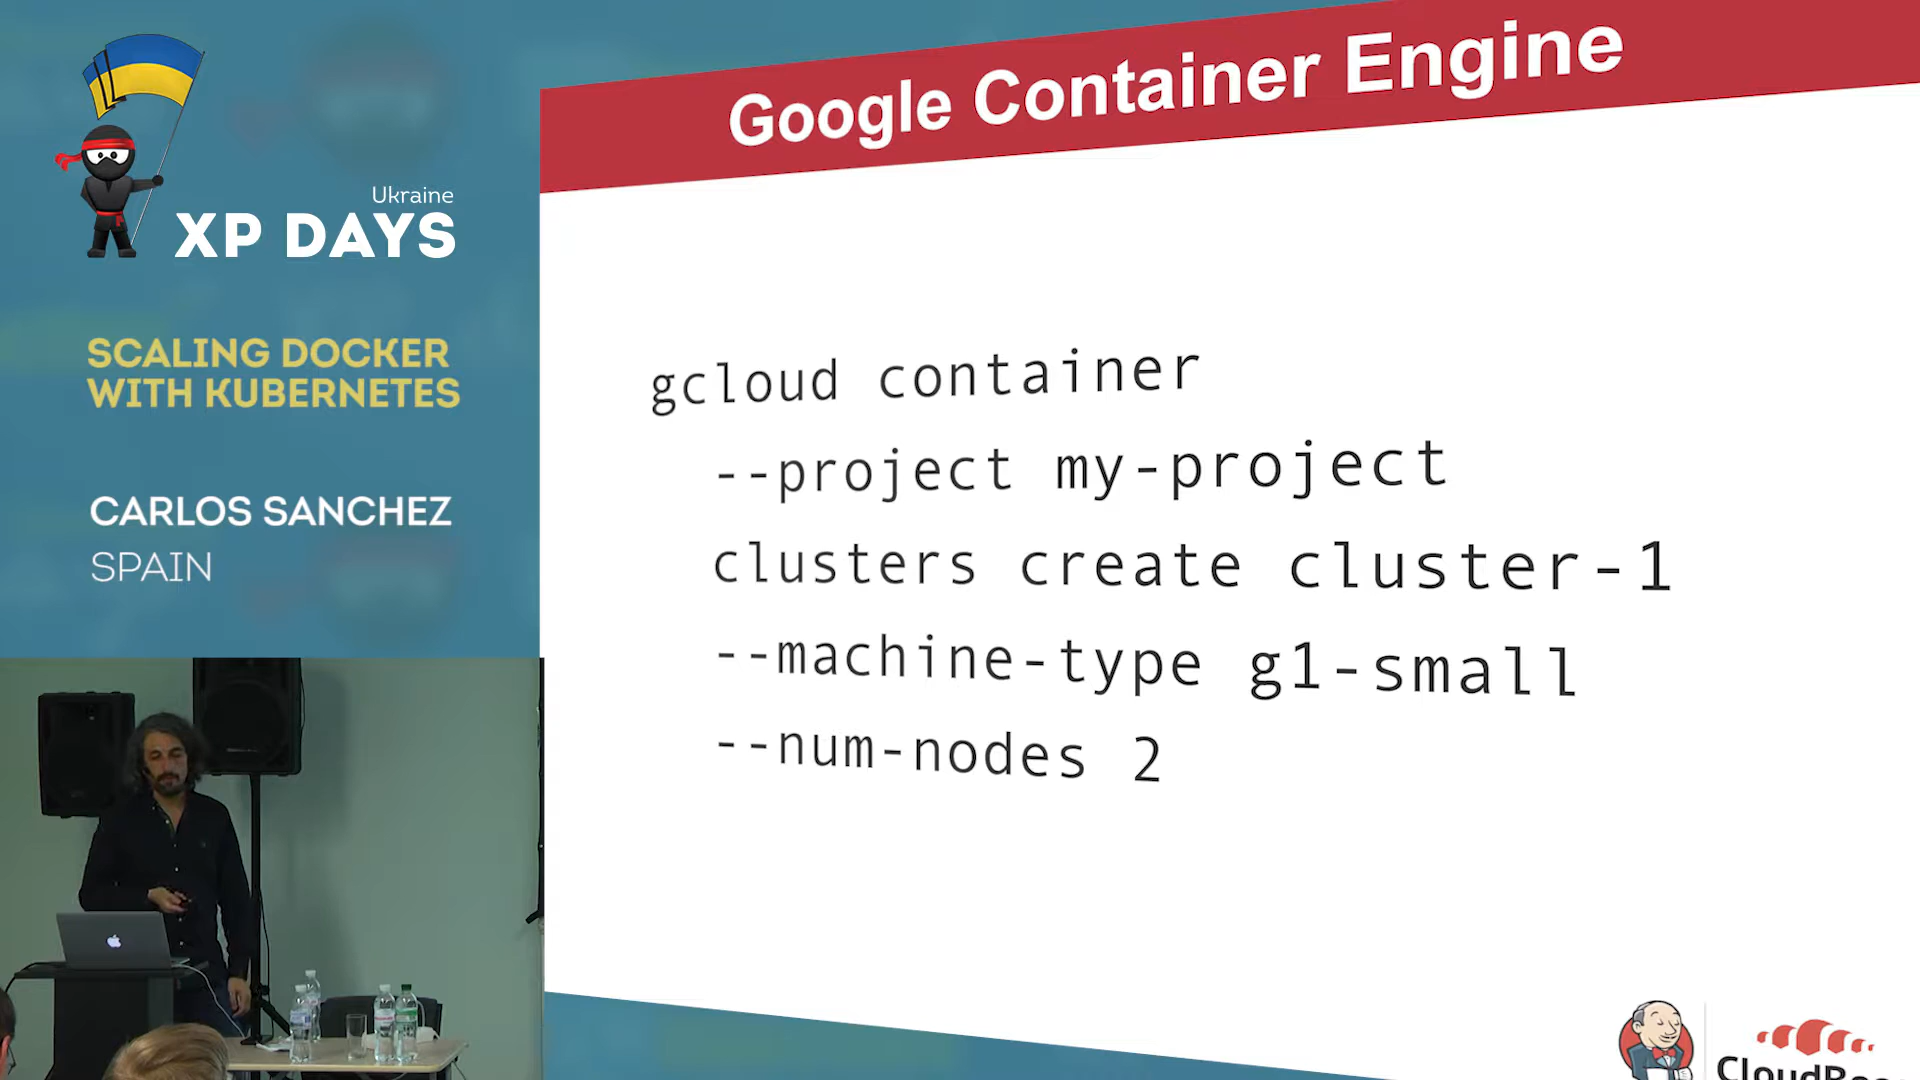 Ukraine
XP DAYS
SCALING DOCKER
WITH KUBERNETES
CARLOS SANCHEZ
SPAIN
Google Container Engine
gcloud container
--project my-project
clusters create cluster-1
--machine-type g1-small
--num-nodes 2